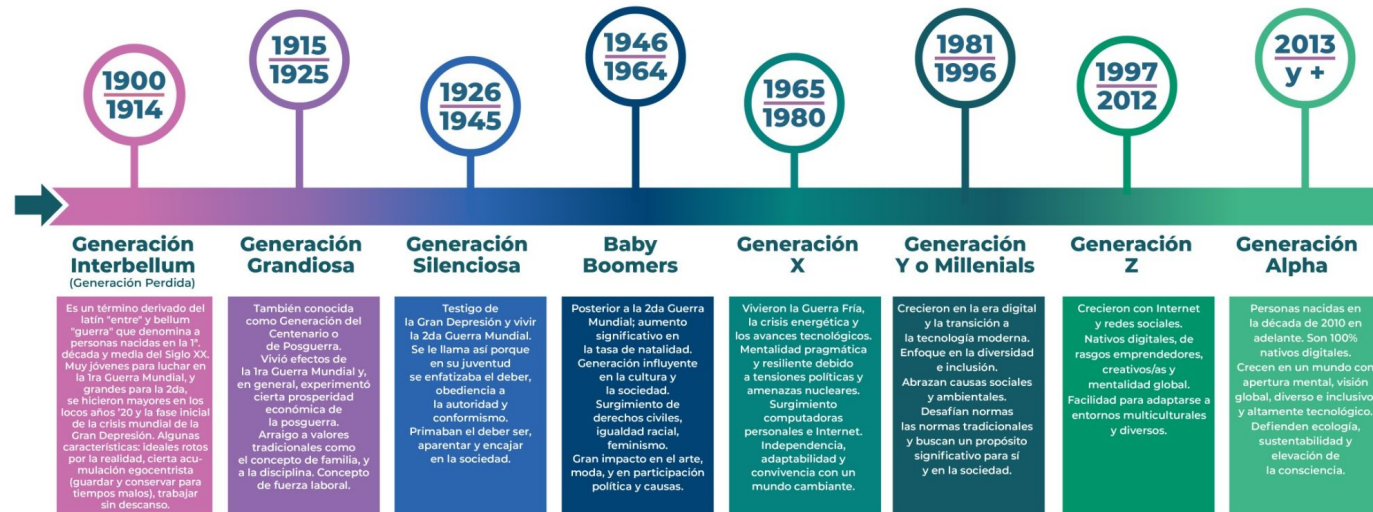 1900
1914
1915
1925
1926
1945
1946
1964
1965
1980
1981
1996
1997
2012
2013
y +
Generación
Interbellum
(Generación Perdida)
Es un término derivado del
latín "entre" y bellum
"guerra" que denomina a
personas nacidas en la 1ª.
década y media del Siglo XX.
Muy jóvenes para luchar en
la 1ra Guerra Mundial, y
grandes para la 2da,
se hicieron mayores en los
locos años '20 y la fase inicial
de la crisis mundial de la
Gran Depresión. Algunas
características: ideales rotos
por la realidad, cierta acu-
mulación egocentrista
(guardar y conservar para
tiempos malos), trabajar
sin descanso.
Generación
Grandiosa
También conocida
como Generación del
Centenario o
de Posguerra.
Vivió efectos de
la 1ra Guerra Mundial y,
en general, experimentó
cierta prosperidad
económica de
la posguerra.
Arraigo a valores
tradicionales como
el concepto de familia, y
a la disciplina. Concepto
de fuerza laboral.
Generación
Silenciosa
Testigo de
la Gran Depresión y vivir
la 2da Guerra Mundial.
Se le llama así porque
en su juventud
se enfatizaba el deber,
obediencia a
la autoridad y
conformismo.
Primaban el deber ser,
aparentar y encajar
en la sociedad.
Baby
Boomers
Posterior a la 2da Guerra
Mundial; aumento
significativo en
la tasa de natalidad.
Generación influyente
en la cultura y
la sociedad.
Surgimiento de
derechos civiles,
igualdad racial,
feminismo.
Gran impacto en el arte,
moda, y en participación
política y causas.
Generación
X
Vivieron la Guerra Fría,
la crisis energética y
los avances tecnológicos.
Mentalidad pragmática
y resiliente debido
a tensiones políticas y
amenazas nucleares.
Surgimiento
computadoras
personales e Internet.
Independencia,
adaptabilidad y
convivencia con un
mundo cambiante.
Generación
Y o Millenials
Crecieron en la era digital
y la transición a
la tecnología moderna.
Enfoque en la diversidad
e inclusión.
Abrazan causas sociales
y ambientales.
Desafían normas
las normas tradicionales
y buscan un propósito
significativo para sí
y en la sociedad.
Generación
Z
Crecieron con Internet
y redes sociales.
Nativos digitales, de
rasgos emprendedores,
creativos/as y
mentalidad global.
Facilidad para adaptarse a
entornos multiculturales
y diversos.
Generación
Alpha
Personas nacidas en
la década de 2010 en
adelante. Son 100%
nativos digitales.
Crecen en un mundo con
apertura mental, visión
global, diverso e inclusivo
y altamente tecnológico.
Defienden ecología,
sustentabilidad y
elevación de
la consciencia.